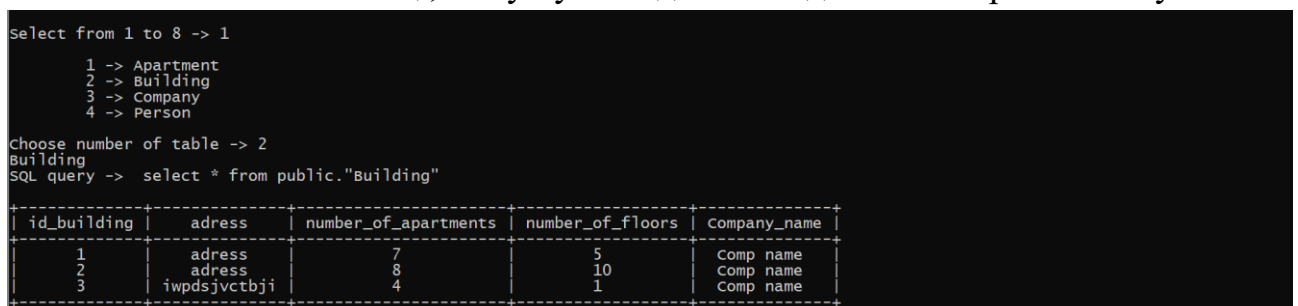 Select from 1 to 8 -> 1
1 -> Apartment
2 -> Building
3 -> Company
4 -> Person
Choose number of table -> 2
Building
SQL query ->  select * from public."Building"
+-------------+--------------+----------------------+------------------+--------------+
| id_building |    adress    | number_of_apartments | number_of_floors | Company_name |
+-------------+--------------+----------------------+------------------+--------------+
|      1      |    adress    |          7           |        5         |  Comp name   |
|      2      |    adress    |          8           |        10        |  Comp name   |
|      3      | iwpdsjvctbji |          4           |        1         |  Comp name   |
+-------------+--------------+----------------------+------------------+--------------+